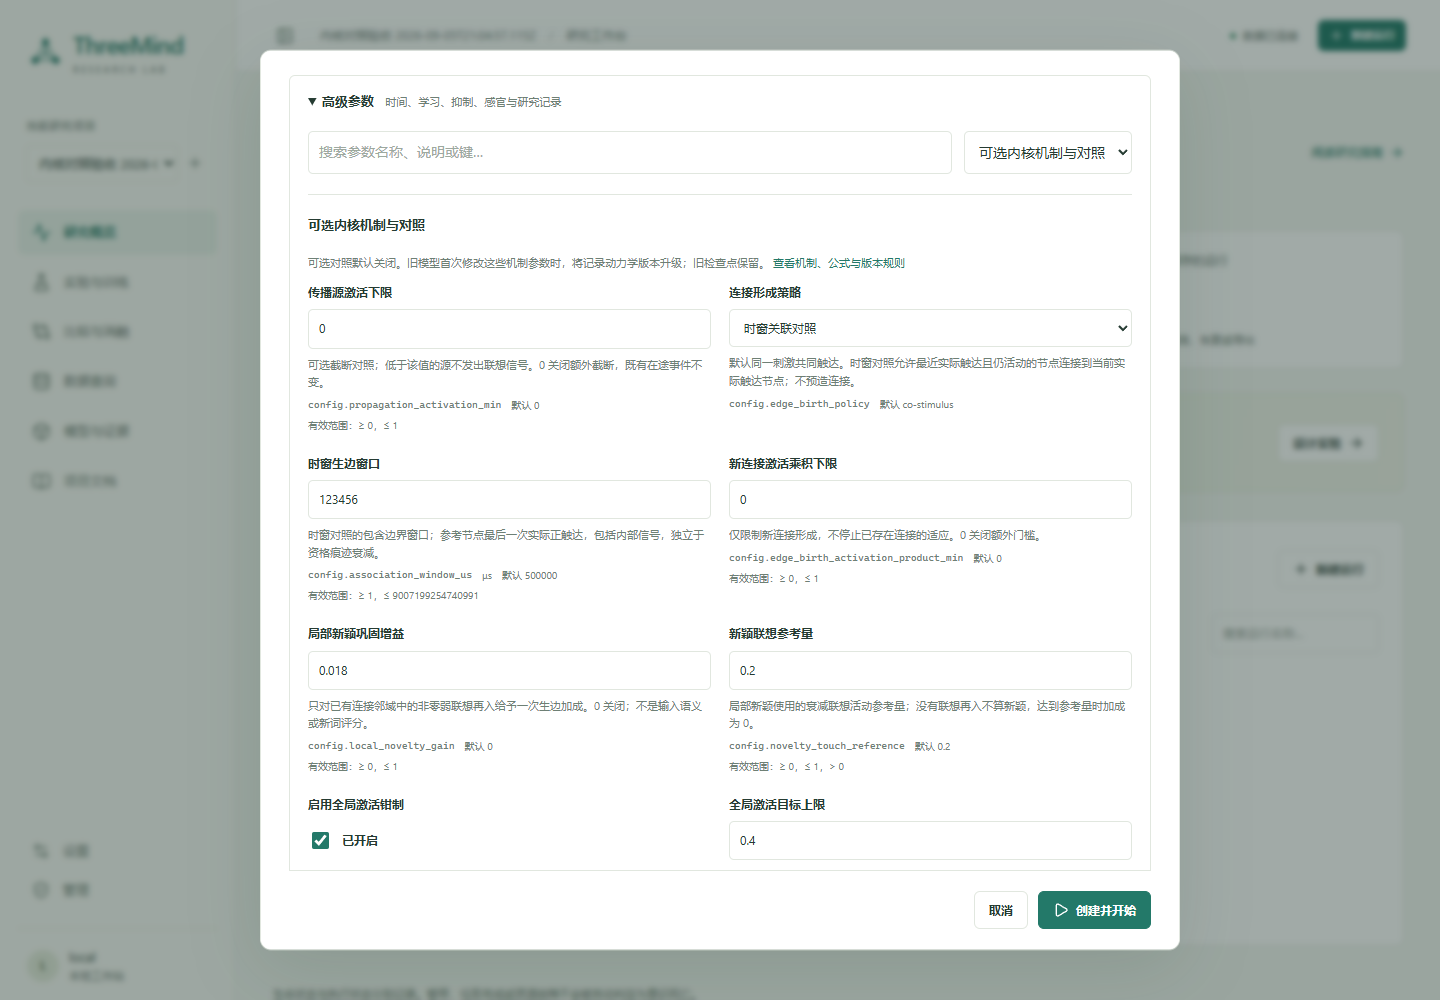 ThreeMind
▼ 高级参数 时间、学习、抑制、感官与研究记录
搜索参数名称、说明或键...
可选内核机制与对照
可选内核机制与对照
可选对照默认关闭。旧模型首次修改这些机制参数时，将记录动力学版本升级；旧检查点保留。 查看机制、公式与版本规则
传播源激活下限
0
可选截断对照；低于该值的源不发出联想信号。0 关闭额外截断，既有在途事件不
变。
config.propagation_activation_min 默认 0
有效范围：≥ 0，≤ 1
连接形成策略
时窗关联对照
默认同一刺激共同触达。时窗对照允许最近实际触达且仍活动的节点连接到当前实
际触达节点；不预造连接。
config.edge_birth_policy 默认 co-stimulus
时窗生边窗口
123456
时窗对照的包含边界窗口；参考节点最后一次实际正触达，包括内部信号，独立于
资格痕迹衰减。
config.association_window_us μs 默认 500000
有效范围：≥ 1，≤ 9007199254740991
新连接激活乘积下限
0
仅限制新连接形成，不停止已存在连接的适应。0 关闭额外门槛。
config.edge_birth_activation_product_min 默认 0
有效范围：≥ 0，≤ 1
局部新颖巩固增益
0.018
只对已有连接邻域中的非零弱联想再入给予一次生边加成。0 关闭；不是输入语义
或新词评分。
config.local_novelty_gain 默认 0
有效范围：≥ 0，≤ 1
新颖联想参考量
0.2
局部新颖使用的衰减联想活动参考量；没有联想再入不算新颖，达到参考量时加成
为 0。
config.novelty_touch_reference 默认 0.2
有效范围：≥ 0，≤ 1，> 0
启用全局激活钳制
已开启
全局激活目标上限
0.4
取消
创建并开始